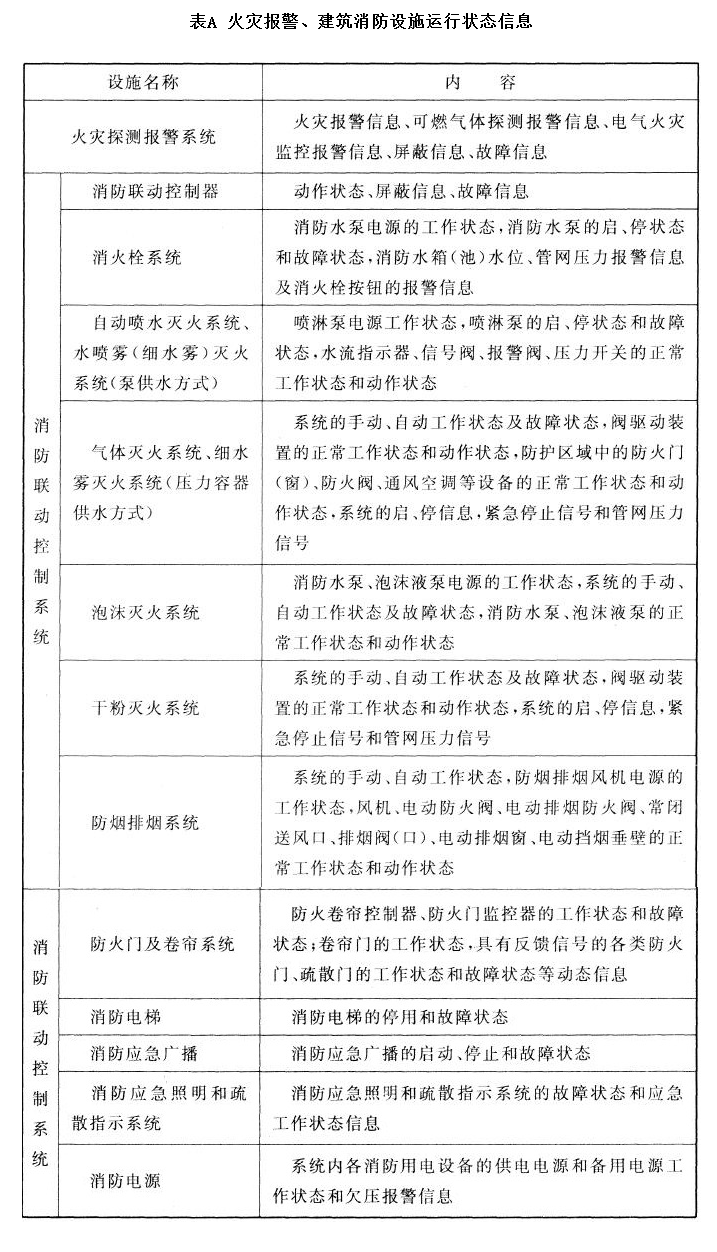 表A 火灾报警、建筑消防设施运行状态信息
设施名称
内 容
火灾探测报警系统
火灾报警信息、可燃气体探测报警信息、电气火灾
监控报警信息、屏蔽信息、故障信息
消防联动控制系统
消防联动控制器
动作状态、屏蔽信息、故障信息
消火栓系统
消防水泵电源的工作状态,消防水泵的启、停状态
和故障状态,消防水箱(池)水位、管网压力报警信息
及消火栓按钮的报警信息
自动喷水灭火系统、
水喷雾(细水雾)灭火
系统(泵供水方式)
喷淋泵电源工作状态,喷淋泵的启、停状态和故障
状态,水流指示器、信号阀、报警阀、压力开关的正常
工作状态和动作状态
气体灭火系统、细水
雾灭火系统(压力容器
供水方式)
系统的手动、自动工作状态及故障状态,阀驱动装
置的正常工作状态和动作状态,防护区域中的防火门
(窗)、防火阀、通风空调等设备的正常工作状态和动
作状态,系统的启、停信息,紧急停止信号和管网压力
信号
泡沫灭火系统
消防水泵、泡沫液泵电源的工作状态,系统的手动、
自动工作状态及故障状态,消防水泵、泡沫液泵的正
常工作状态和动作状态
干粉灭火系统
系统的手动、自动工作状态及故障状态,阀驱动装
置的正常工作状态和动作状态,系统的启、停信息,紧
急停止信号和管网压力信号
防烟排烟系统
系统的手动、自动工作状态,防烟排烟风机电源的
工作状态,风机、电动防火阀、电动排烟防火阀、常闭
送风口、排烟阀(口)、电动排烟窗、电动挡烟垂壁的正
常工作状态和动作状态
消防联动控制系统
防火门及卷帘系统
防火卷帘控制器、防火门监控器的工作状态和故障
状态;卷帘门的工作状态,具有反馈信号的各类防火
门、疏散门的工作状态和故障状态等动态信息
消防电梯
消防电梯的停用和故障状态
消防应急广播
消防应急广播的启动、停止和故障状态
消防应急照明和疏
散指示系统
消防应急照明和疏散指示系统的故障状态和应急
工作状态信息
消防电源
系统内各消防用电设备的供电电源和备用电源工
作状态和欠压报警信息